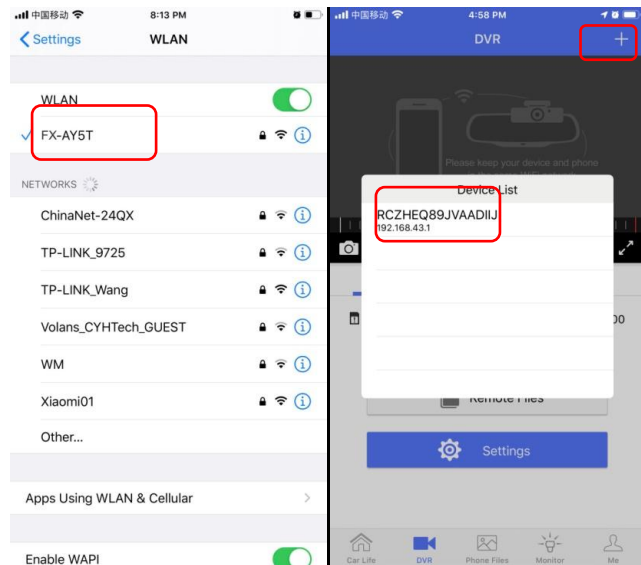 中国移动
8:13 PM
Settings
WLAN
WLAN
FX-AY5T
NETWORKS
ChinaNet-24QX
TP-LINK_9725
TP-LINK_Wang
Volans_CYHTech_GUEST
WM
Xiaomi01
Other...
Apps Using WLAN & Cellular
Enable WAPI
中国移动
4:58 PM
DVR
Please keep your device and phone
Device List
RCZHEQ89JVAADIIJ
192.168.43.1
00
Remote Files
Settings
Car Life
DVR
Phone Files
Monitor
Me